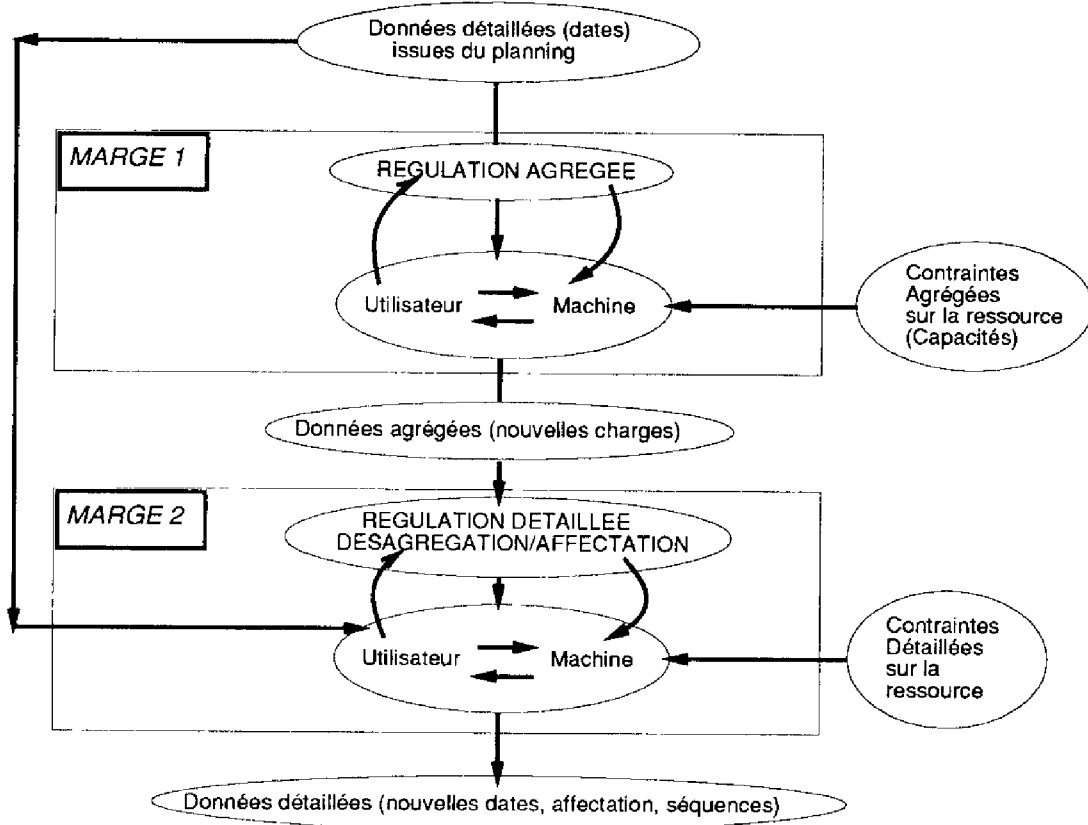 Données détaillées (dates)
issues du planning
MARGE 1
REGULATION AGREGEE
Utilisateur
Machine
Contraintes
Agrégées
sur la ressource
(Capacités)
Données agrégées (nouvelles charges)
MARGE 2
REGULATION DETAILLEE
DESAGREGATION/AFFECTATION
Utilisateur
Machine
Contraintes
Détaillées
sur la
ressource
Données détaillées (nouvelles dates, affectation, séquences)